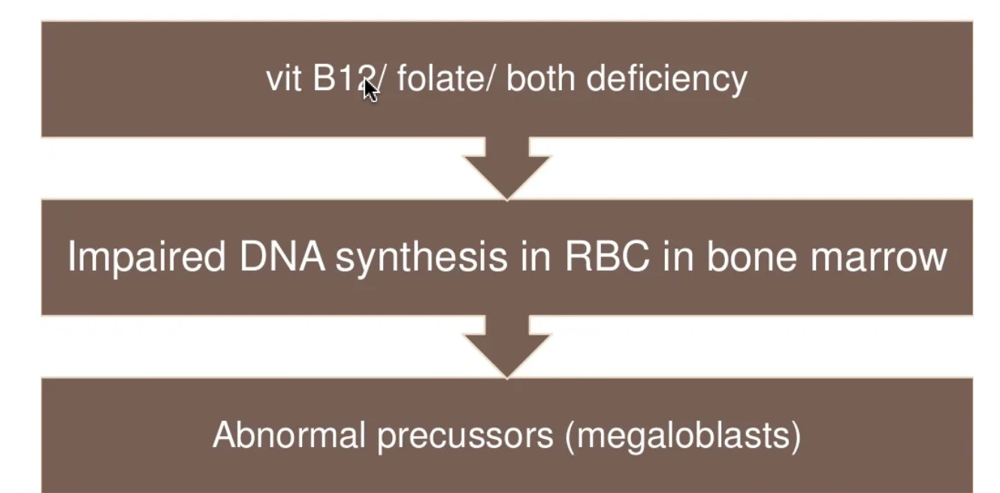 vit B12/ folate/ both deficiency
Impaired DNA synthesis in RBC in bone marrow
Abnormal precussors (megaloblasts)